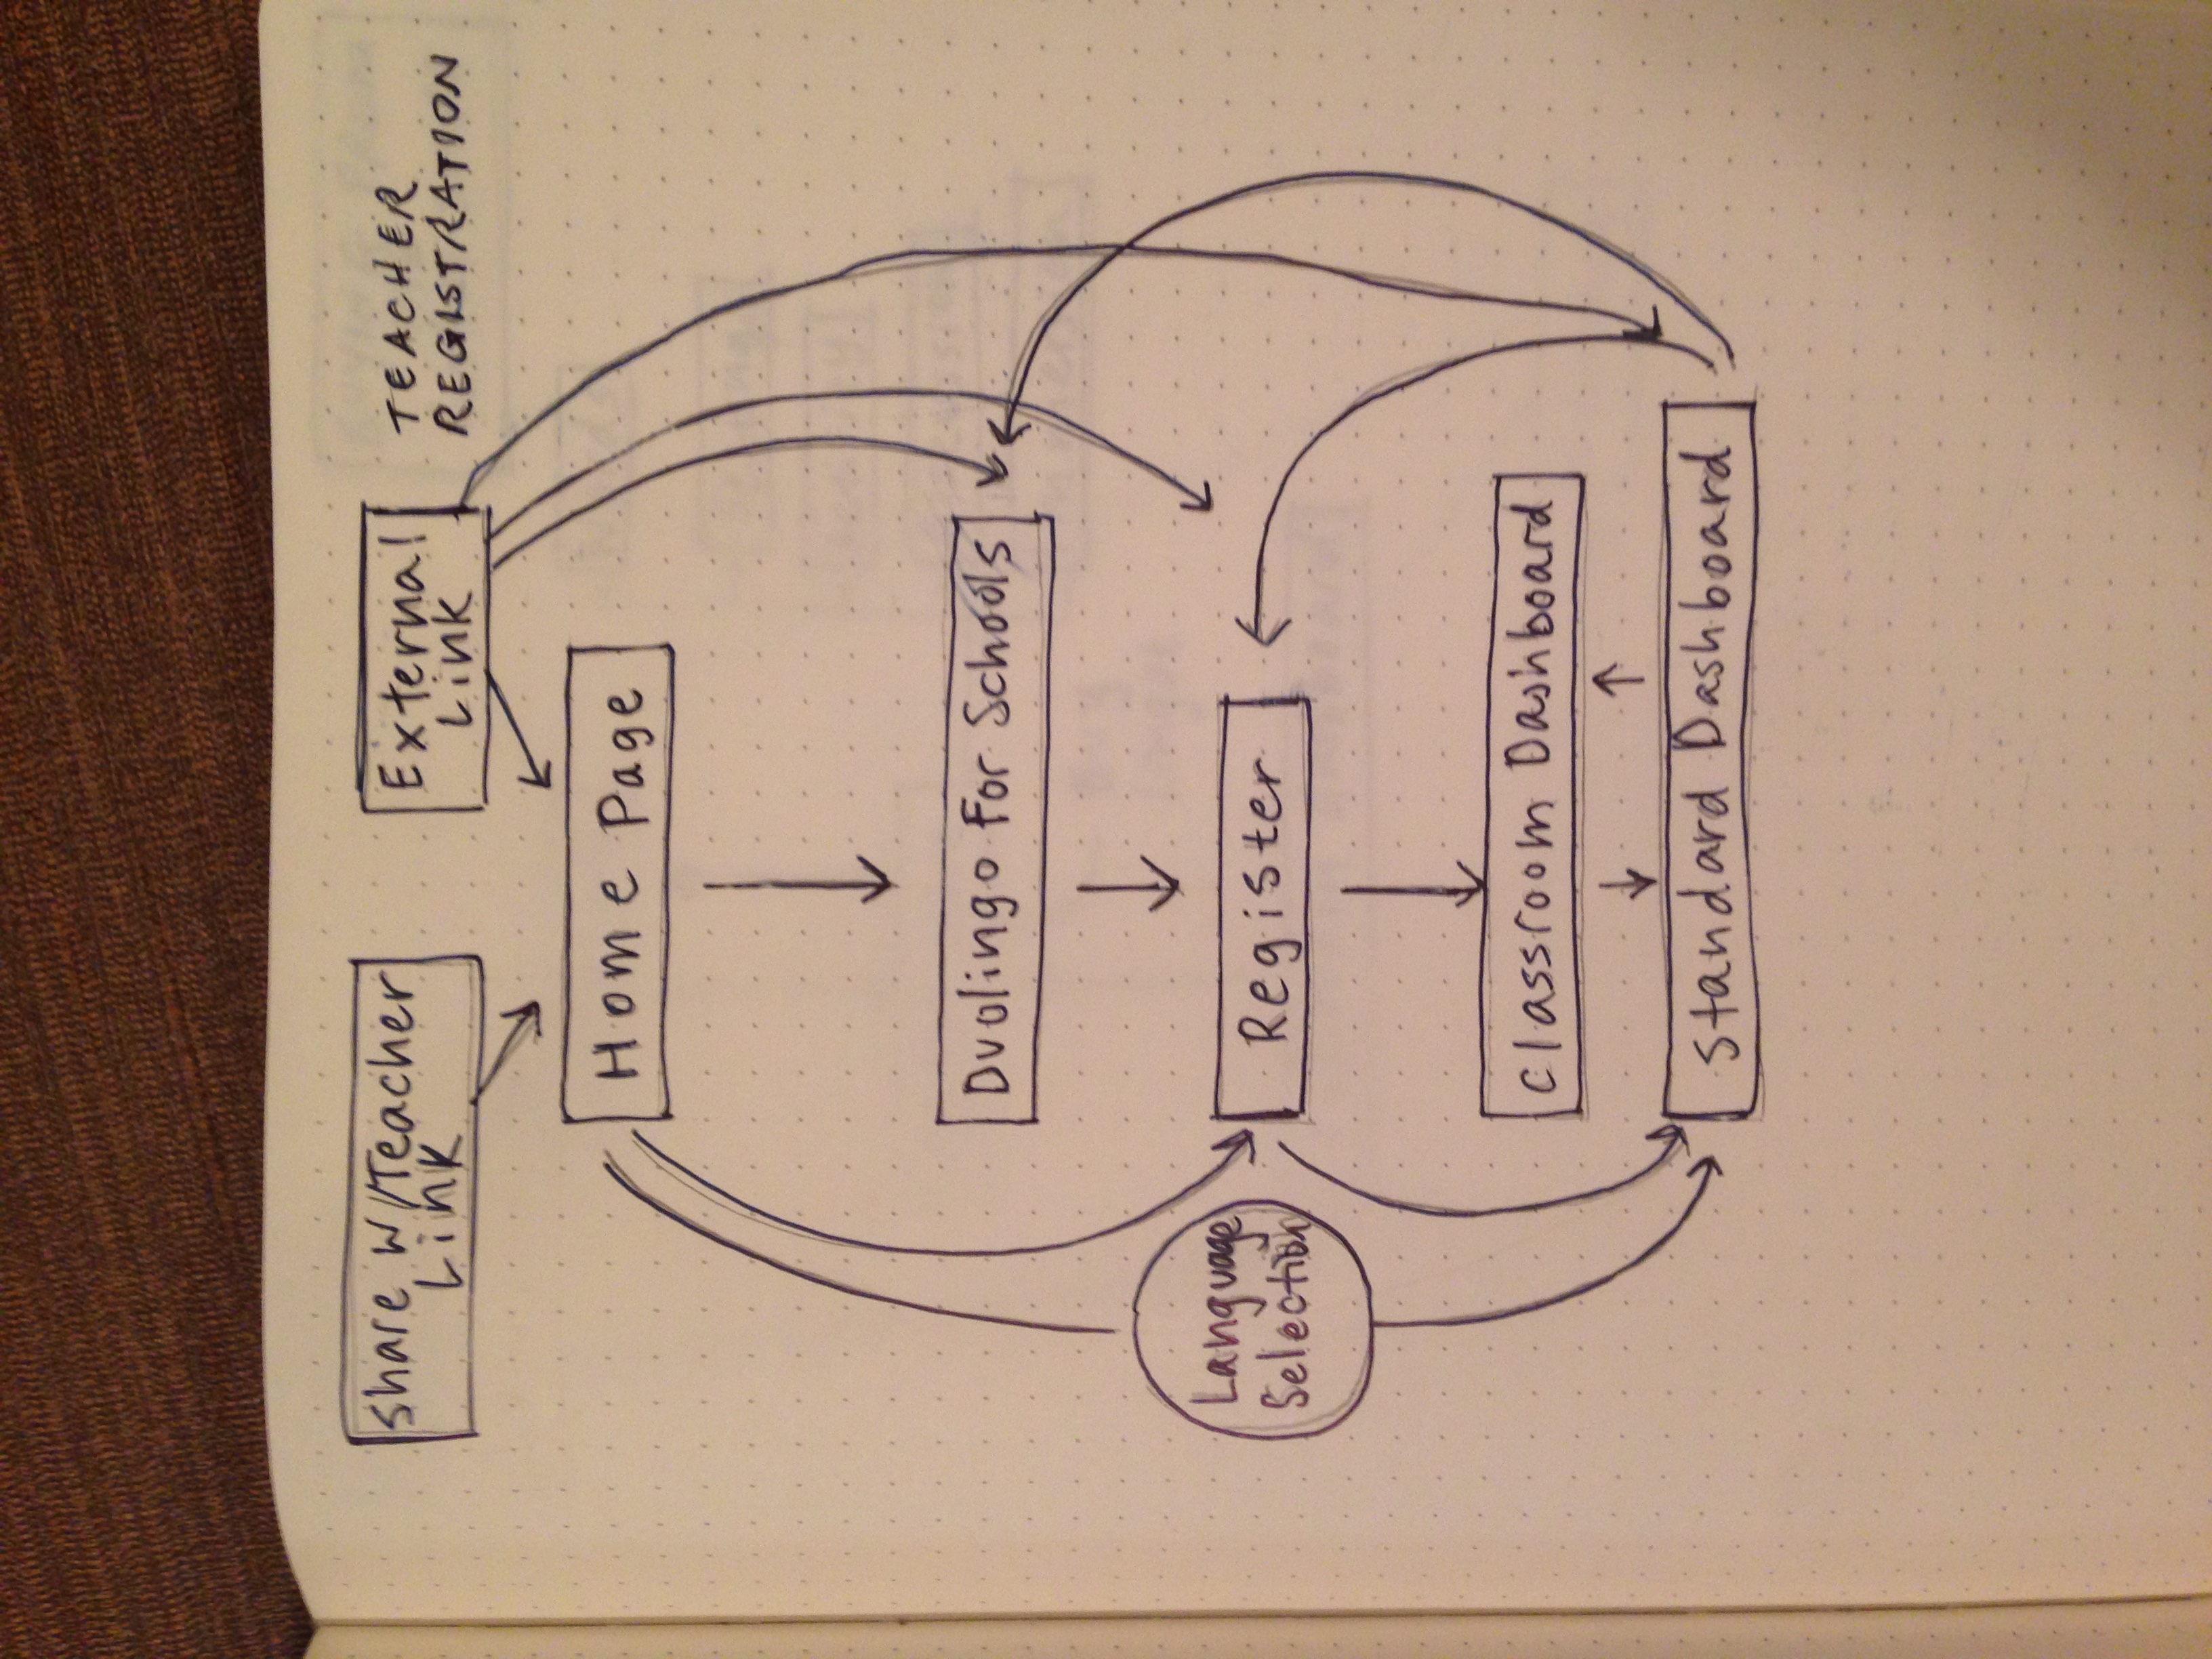 Share w/Teacher
Link
External
Link
TEACHER
REGISTRATION
Home Page
Duolingo For Schools
Language
Selection
Register
Classroom Dashboard
Standard Dashboard